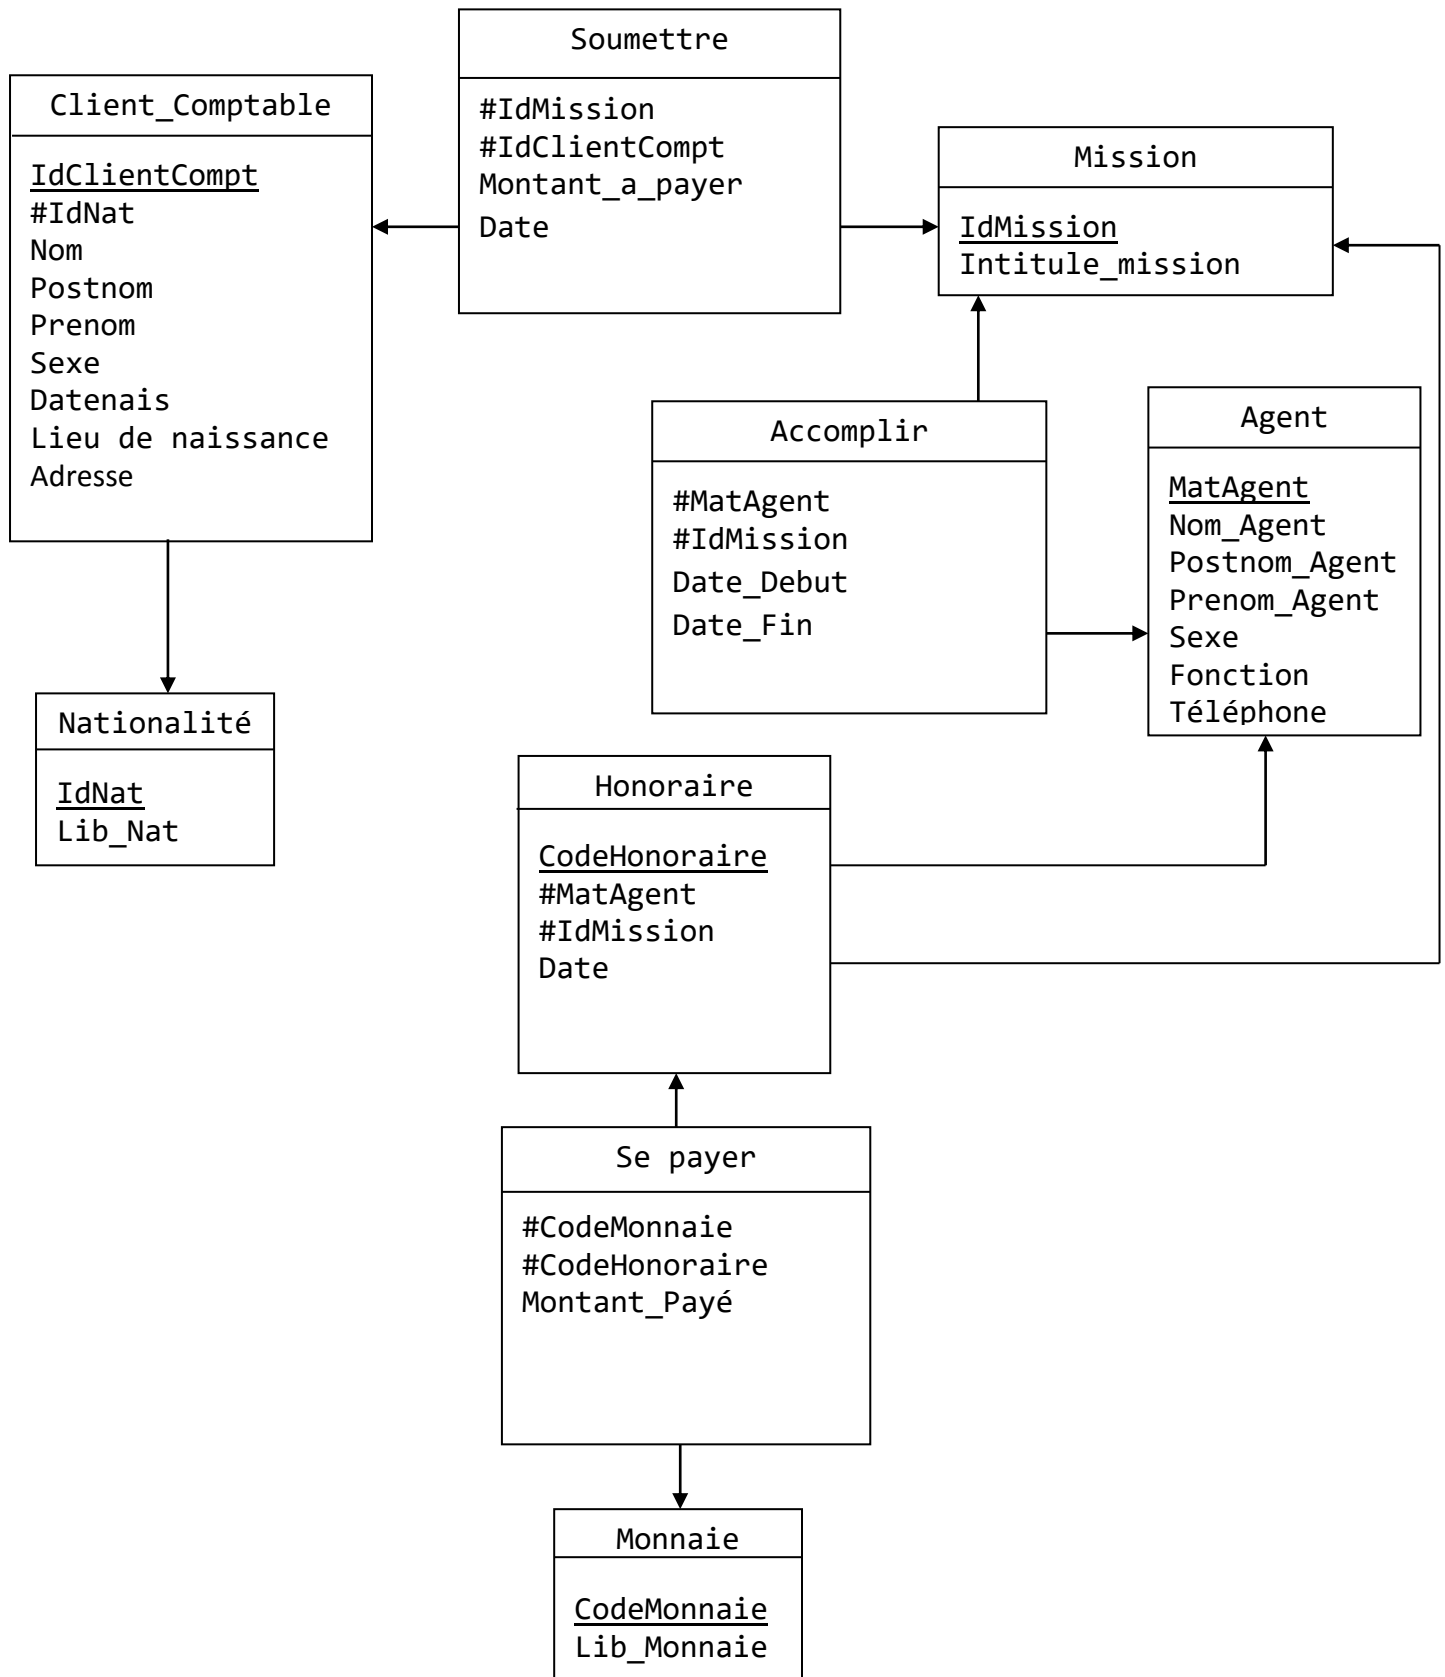 Soumettre
#IdMission
#IdClientCompt
Montant_a_payer
Date
Client_Comptable
IdClientCompt
#IdNat
Nom
Postnom
Prenom
Sexe
Datenais
Lieu de naissance
Adresse
Mission
IdMission
Intitule_mission
Accomplir
#MatAgent
#IdMission
Date_Debut
Date_Fin
Agent
MatAgent
Nom_Agent
Postnom_Agent
Prenom_Agent
Sexe
Fonction
Téléphone
Nationalité
IdNat
Lib_Nat
Honoraire
CodeHonoraire
#MatAgent
#IdMission
Date
Se payer
#CodeMonnaie
#CodeHonoraire
Montant_Payé
Monnaie
CodeMonnaie
Lib_Monnaie